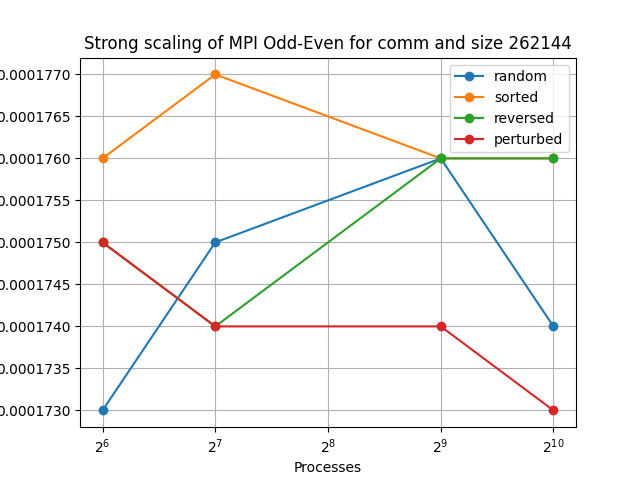 Strong scaling of MPI Odd-Even for comm and size 262144
0.0001770
0.0001765
0.0001760
0.0001755
0.0001750
0.0001745
0.0001740
0.0001735
0.0001730
random
sorted
reversed
perturbed
2^6 2^7 2^8 2^9 2^10
Processes